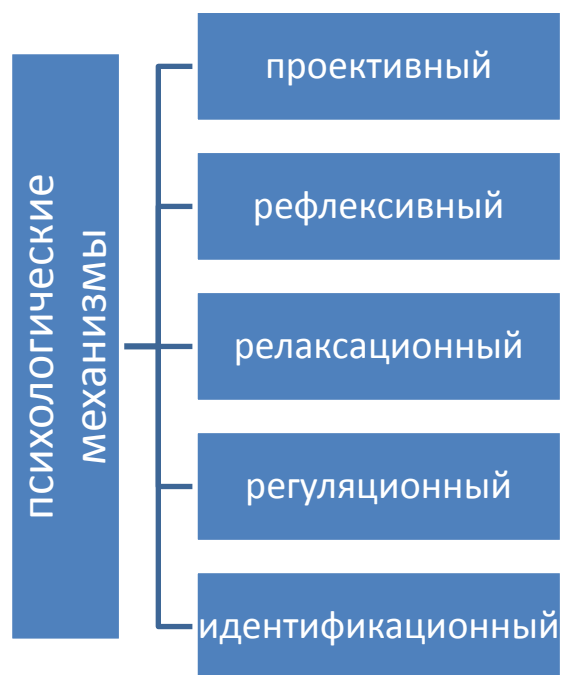 психологические
механизмы
проективный
рефлексивный
релаксационный
регуляционный
идентификационный